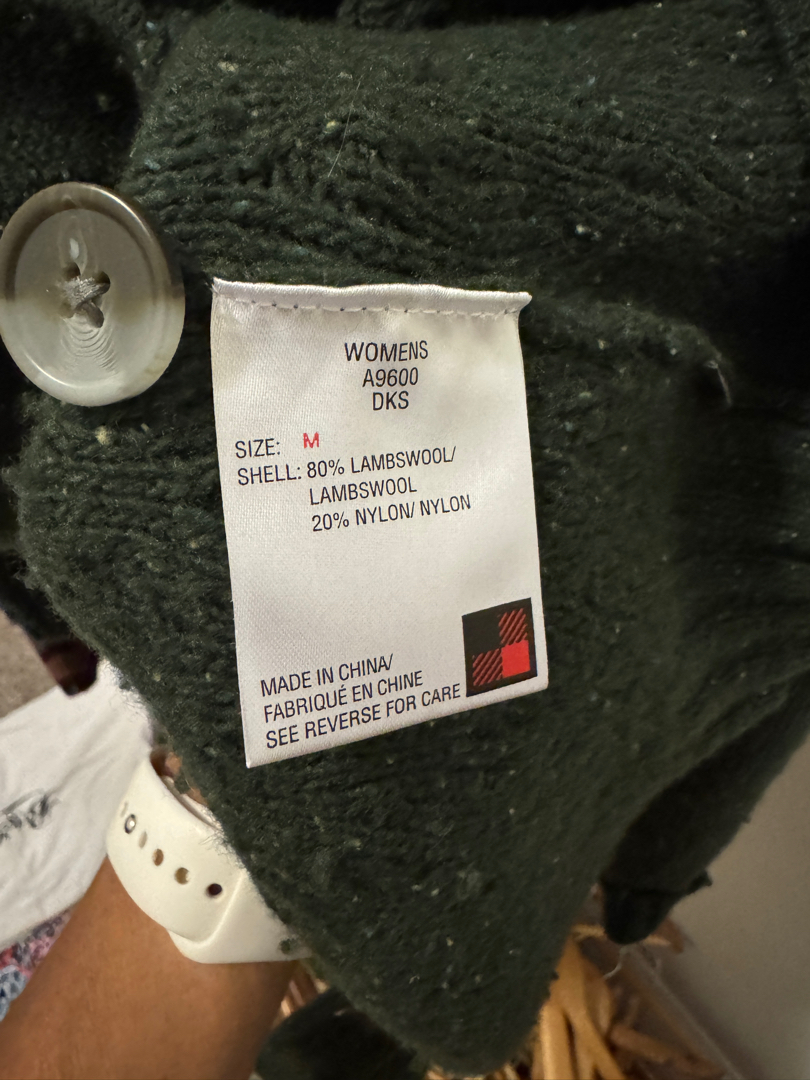 WOMENS
A9600
DKS
SIZE: M
SHELL: 80% LAMBSWOOL/
LAMBSWOOL
20% NYLON/ NYLON
MADE IN CHINA/
FABRIQUÉ EN CHINE
SEE REVERSE FOR CARE